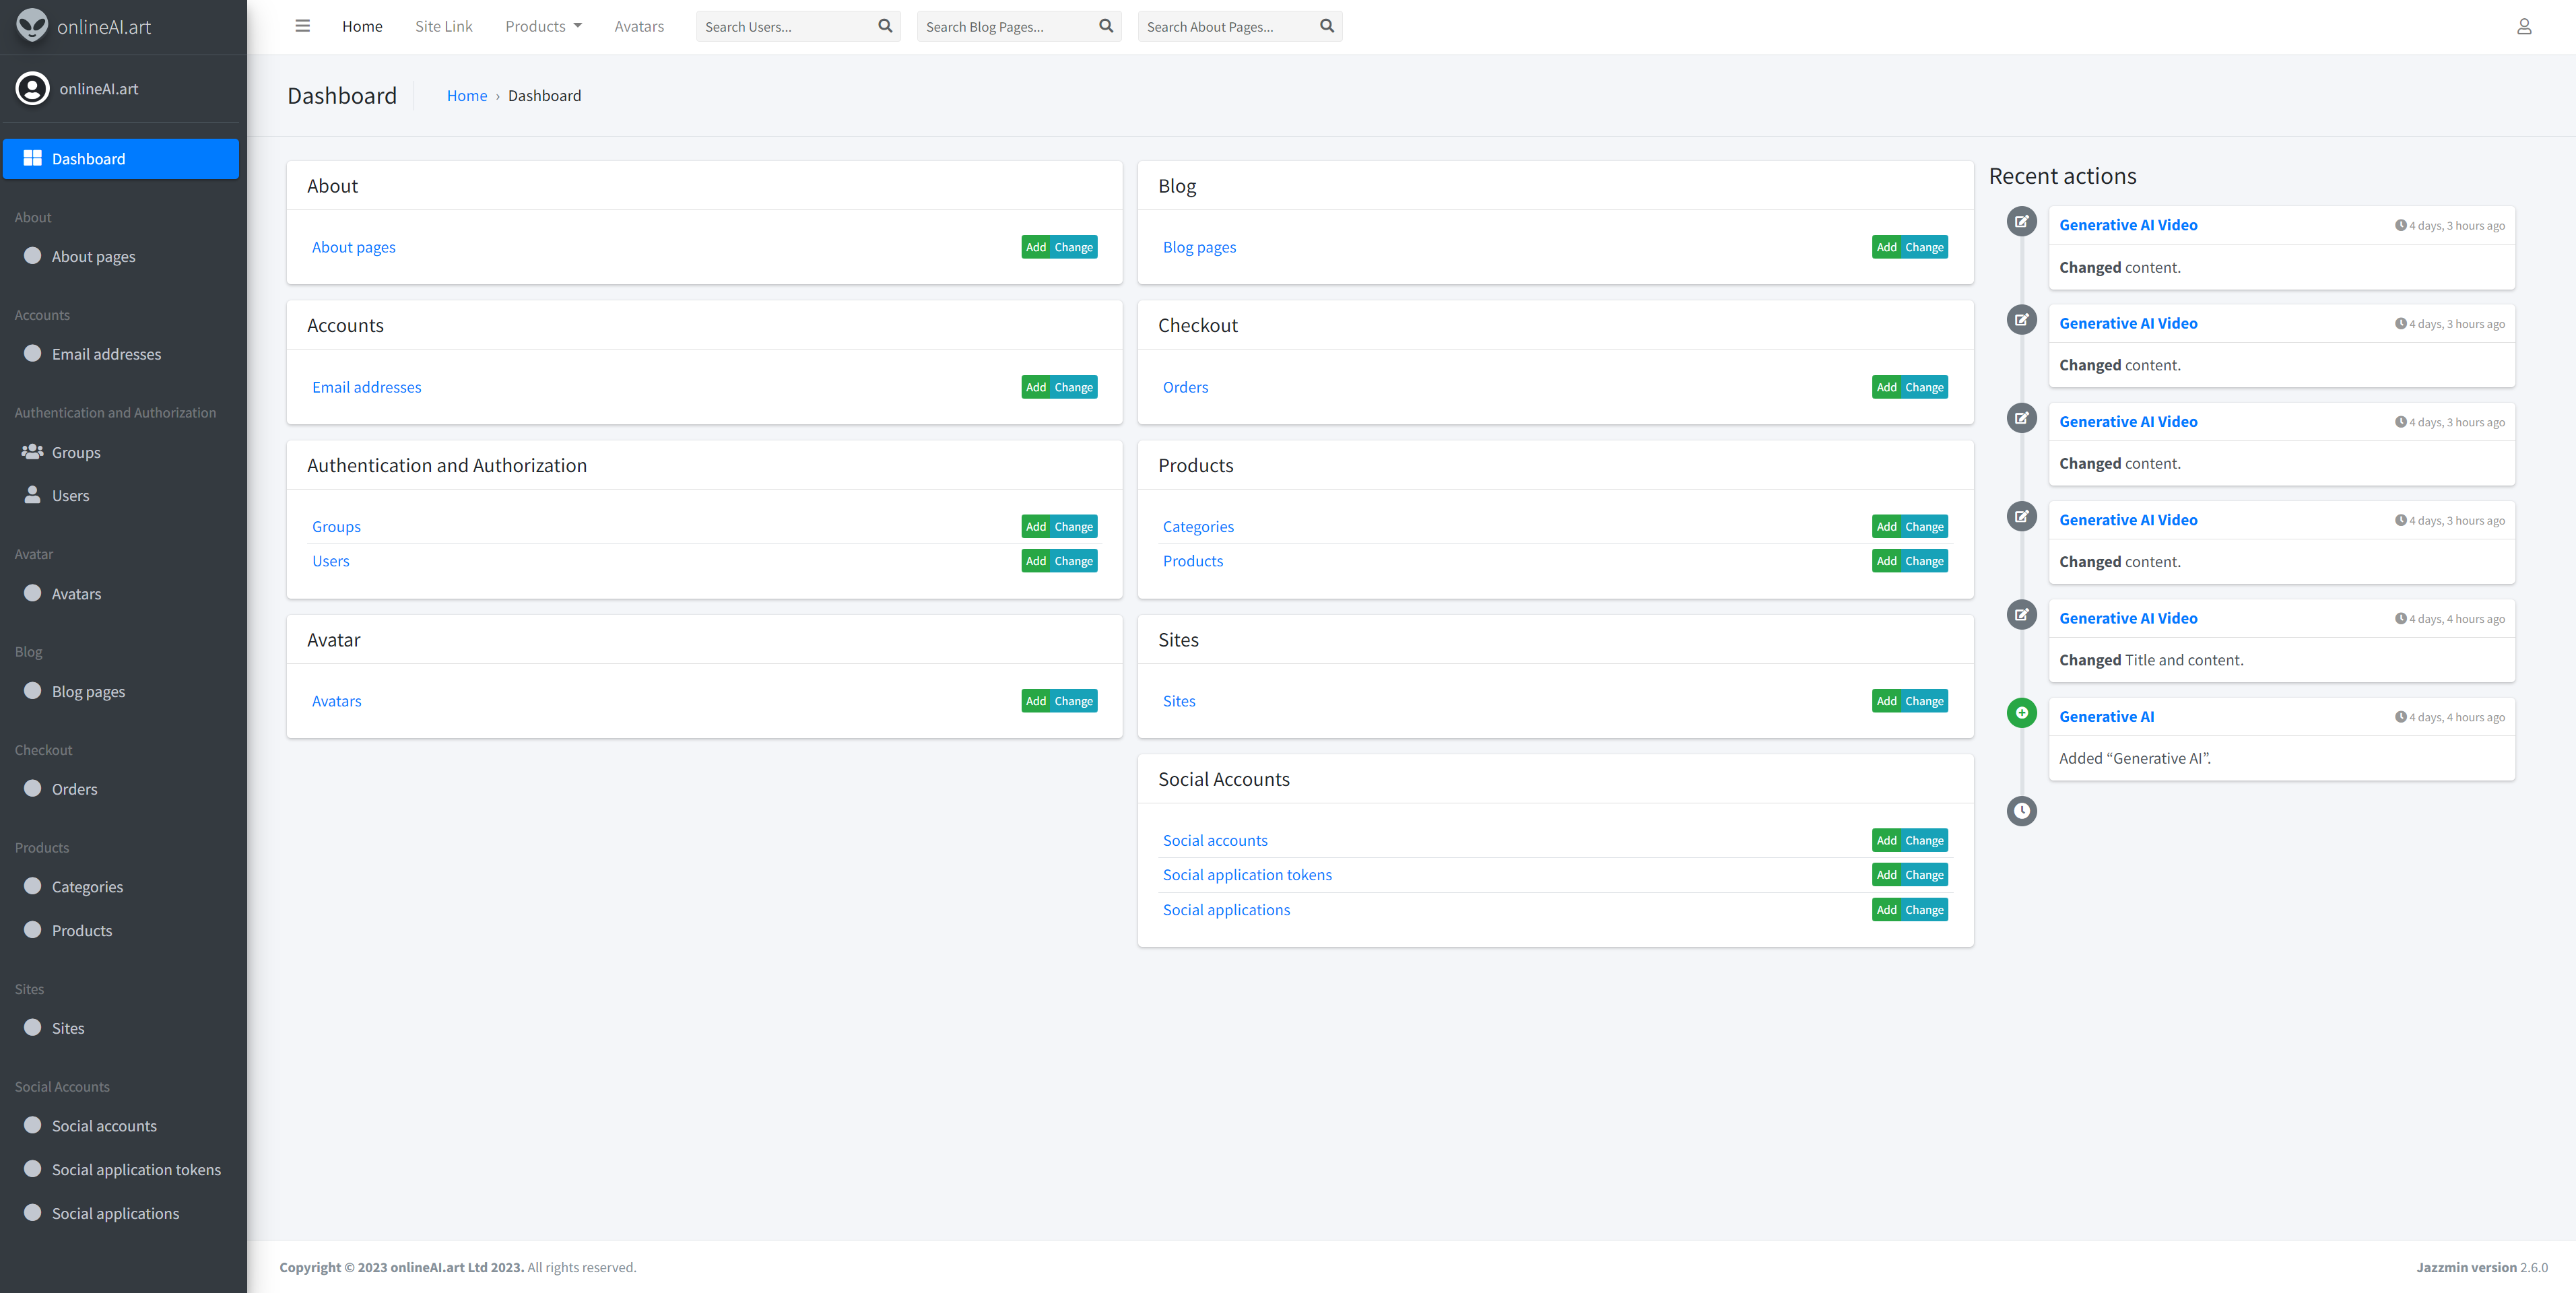 onlineAI.art
onlineAI.art
Dashboard
About
About pages
Accounts
Email addresses
Authentication and Authorization
Groups
Users
Avatar
Avatars
Blog
Blog pages
Checkout
Orders
Products
Categories
Products
Sites
Sites
Social Accounts
Social accounts
Social application tokens
Social applications
Home Site Link Products Avatars Search Users... Search Blog Pages... Search About Pages...
Dashboard Home › Dashboard
About
About pages Add Change
Accounts
Email addresses Add Change
Authentication and Authorization
Groups Add Change
Users Add Change
Avatar
Avatars Add Change
Blog
Blog pages Add Change
Checkout
Orders Add Change
Products
Categories Add Change
Products Add Change
Sites
Sites Add Change
Social Accounts
Social accounts Add Change
Social application tokens Add Change
Social applications Add Change
Recent actions
Generative AI Video 4 days, 3 hours ago
Changed content.
Generative AI Video 4 days, 3 hours ago
Changed content.
Generative AI Video 4 days, 3 hours ago
Changed content.
Generative AI Video 4 days, 3 hours ago
Changed content.
Generative AI Video 4 days, 4 hours ago
Changed Title and content.
Generative AI 4 days, 4 hours ago
Added “Generative AI”.
Copyright © 2023 onlineAI.art Ltd 2023. All rights reserved.
Jazzmin version 2.6.0